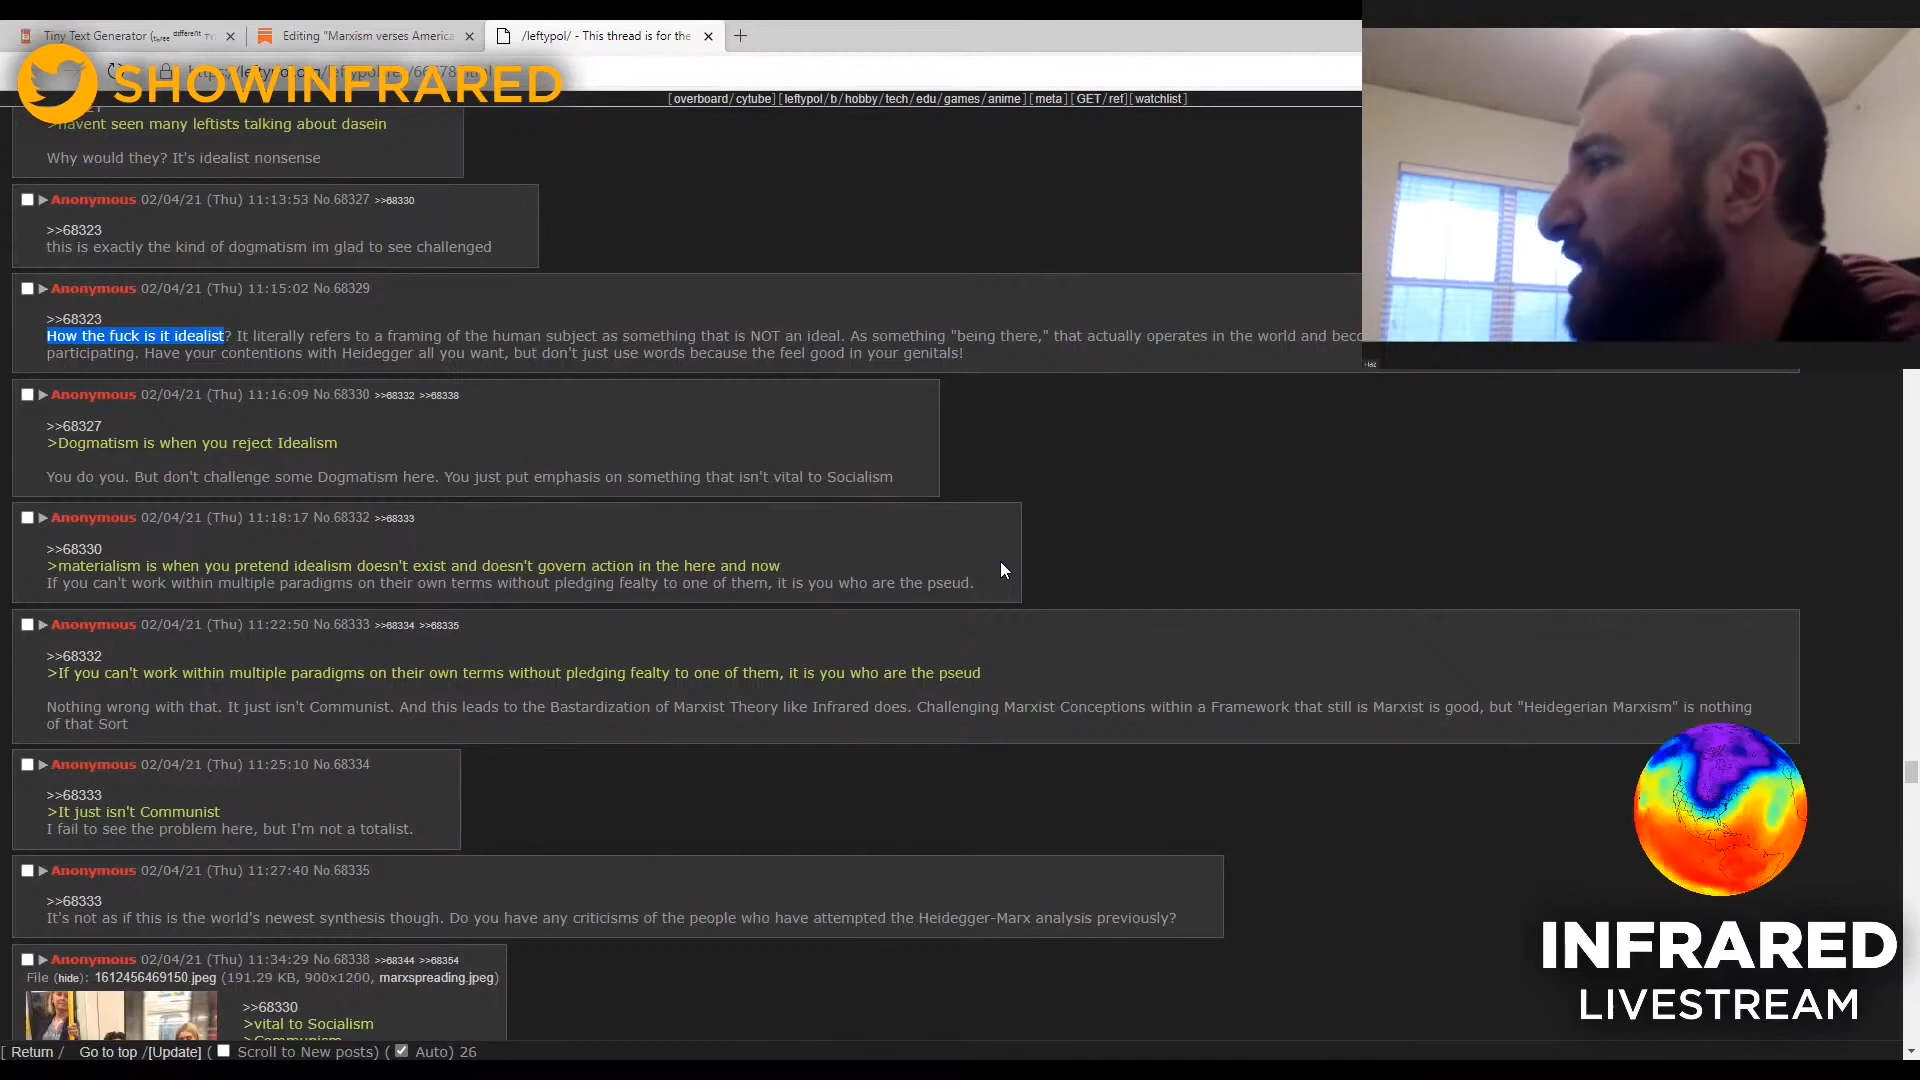 Tiny Text Generator
Editing "Marxism verses America
/leftypol/ - This thread is for the
SHOWINFRARED
[ overboard / cytube ] [ leftypol / b / hobby / tech / edu / games / anime ] [ meta ] [ GET / ref ] [ watchlist ]
>havent seen many leftists talking about dasein
Why would they? It's idealist nonsense
Anonymous 02/04/21 (Thu) 11:13:53 No.68327 >>68330
>>68323
this is exactly the kind of dogmatism im glad to see challenged
Anonymous 02/04/21 (Thu) 11:15:02 No.68329
>>68323
How the fuck is it idealist? It literally refers to a framing of the human subject as something that is NOT an ideal. As something "being there," that actually operates in the world and beco
participating. Have your contentions with Heidegger all you want, but don't just use words because the feel good in your genitals!
Haz
Anonymous 02/04/21 (Thu) 11:16:09 No.68330 >>68332 >>68338
>>68327
>Dogmatism is when you reject Idealism
You do you. But don't challenge some Dogmatism here. You just put emphasis on something that isn't vital to Socialism
Anonymous 02/04/21 (Thu) 11:18:17 No.68332 >>68333
>>68330
>materialism is when you pretend idealism doesn't exist and doesn't govern action in the here and now
If you can't work within multiple paradigms on their own terms without pledging fealty to one of them, it is you who are the pseud.
Anonymous 02/04/21 (Thu) 11:22:50 No.68333 >>68334 >>68335
>>68332
>If you can't work within multiple paradigms on their own terms without pledging fealty to one of them, it is you who are the pseud
Nothing wrong with that. It just isn't Communist. And this leads to the Bastardization of Marxist Theory like Infrared does. Challenging Marxist Conceptions within a Framework that still is Marxist is good, but "Heidegerian Marxism" is nothing
of that Sort
Anonymous 02/04/21 (Thu) 11:25:10 No.68334
>>68333
>It just isn't Communist
I fail to see the problem here, but I'm not a totalist.
Anonymous 02/04/21 (Thu) 11:27:40 No.68335
>>68333
It's not as if this is the world's newest synthesis though. Do you have any criticisms of the people who have attempted the Heidegger-Marx analysis previously?
Anonymous 02/04/21 (Thu) 11:34:29 No.68338 >>68344 >>68354
File (hide): 1612456469150.jpeg (191.29 KB, 900x1200, marxspreading.jpeg)
>>68330
>vital to Socialism
>Communism
INFRARED
LIVESTREAM
[ Return / Go to top / [Update] ( Scroll to New posts) ( Auto) 26